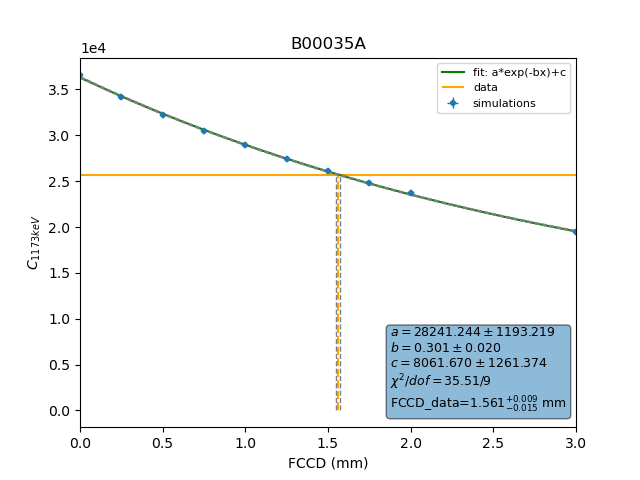 B00035A
1e4
fit: a*exp(-bx)+c
data
simulations
3.5
3.0
2.5
2.0
1.5
1.0
0.5
0.0
C_{1173keV}
a = 28241.244 ± 1193.219
b = 0.301 ± 0.020
c = 8061.670 ± 1261.374
χ²/dof = 35.51/9
FCCD_data=1.561^{+0.009}_{-0.015} mm
0.0 0.5 1.0 1.5 2.0 2.5 3.0
FCCD (mm)